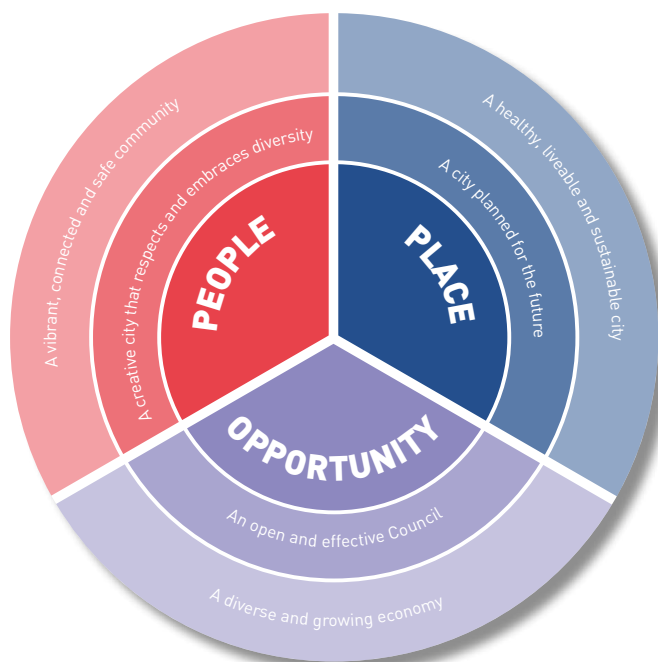 PEOPLE
A creative city that respects and embraces diversity
A vibrant, connected and safe community
PLACE
A city planned for the future
A healthy, liveable and sustainable city
OPPORTUNITY
An open and effective Council
A diverse and growing economy